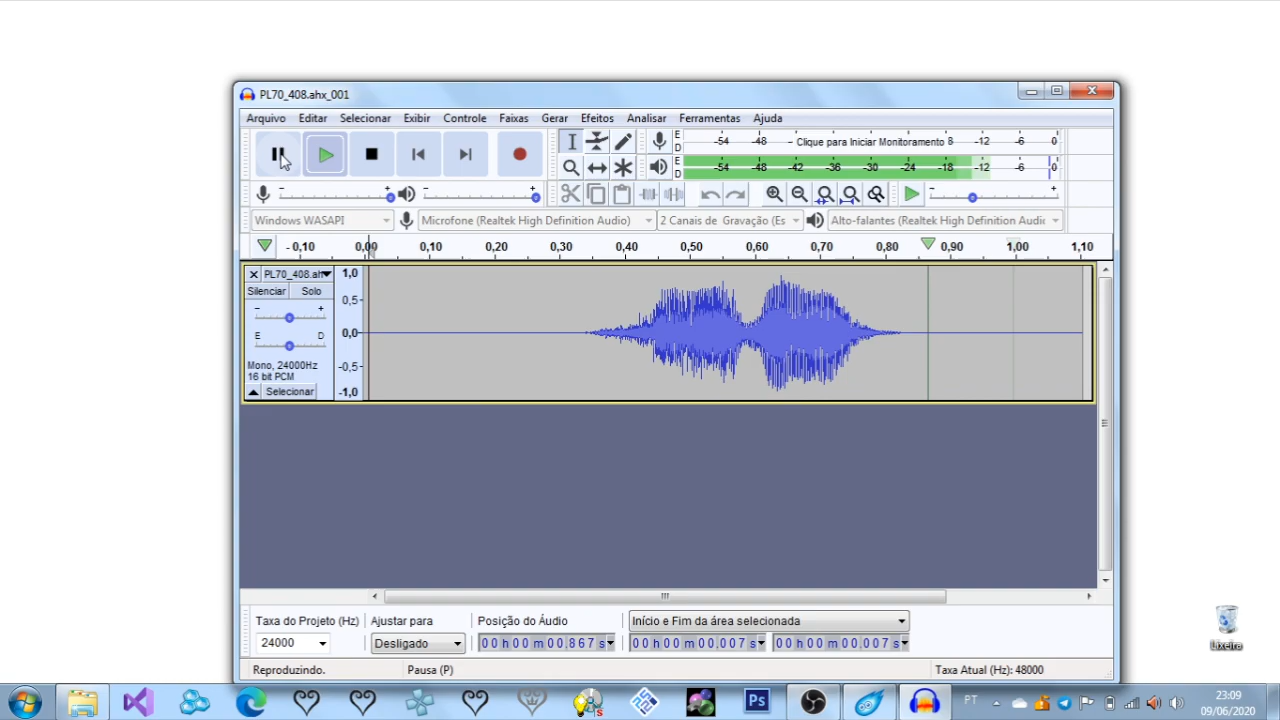 PL70_408.ahx_001
Arquivo Editar Selecionar Exibir Controle Faixas Gerar Efeitos Analisar Ferramentas Ajuda
E D -54 -48 - Clique para Iniciar Monitoramento 8 -12 -6 0
E D -54 -48 -42 -36 -30 -24 -18 -12 -6 0
- + - + - +
Windows WASAPI Microfone (Realtek High Definition Audio) 2 Canais de Gravação (Es Alto-falantes (Realtek High Definition Audic
- 0,10 0,00 0,10 0,20 0,30 0,40 0,50 0,60 0,70 0,80 0,90 1,00 1,10
PL70_408.ah 1,0
Silenciar Solo
0,5
- +
E D 0,0
Mono, 24000Hz -0,5
16 bit PCM
Selecionar -1,0
Taxa do Projeto (Hz) Ajustar para Posição do Áudio Início e Fim da área selecionada
24000 Desligado 00 h 00 m 00,867 s 00 h 00 m 00,007 s 00 h 00 m 00,007 s
Reproduzindo. Pausa (P) Taxa Atual (Hz): 48000
Lixeira
Ps PT 23:09
09/06/2020